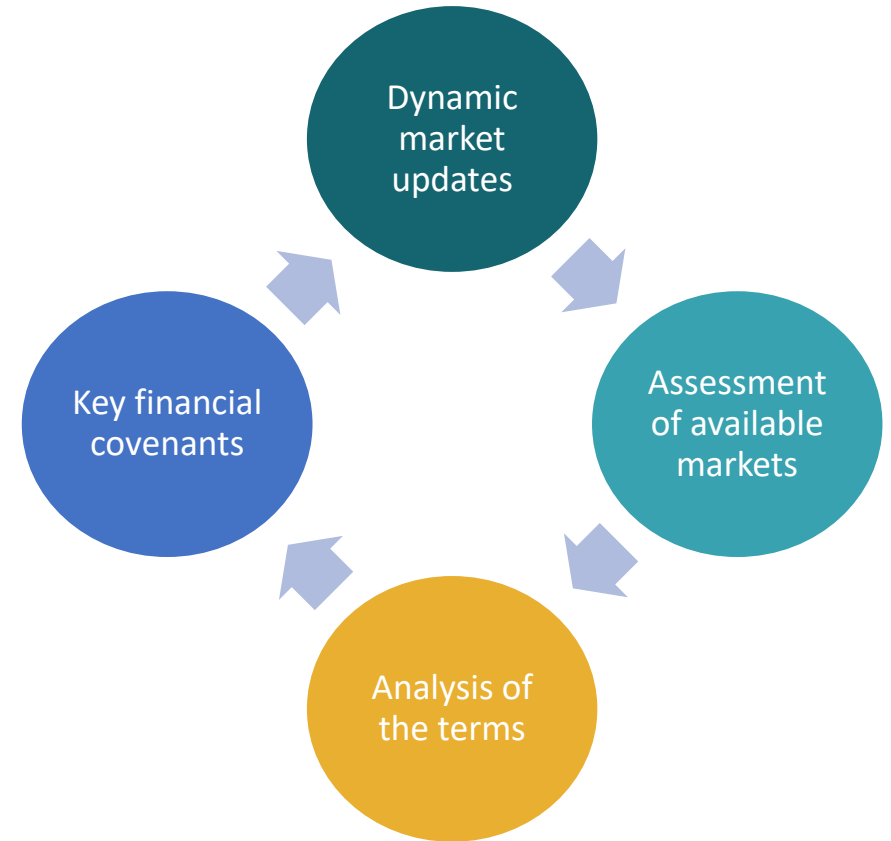 Dynamic
market
updates
Assessment
of available
markets
Analysis of
the terms
Key financial
covenants